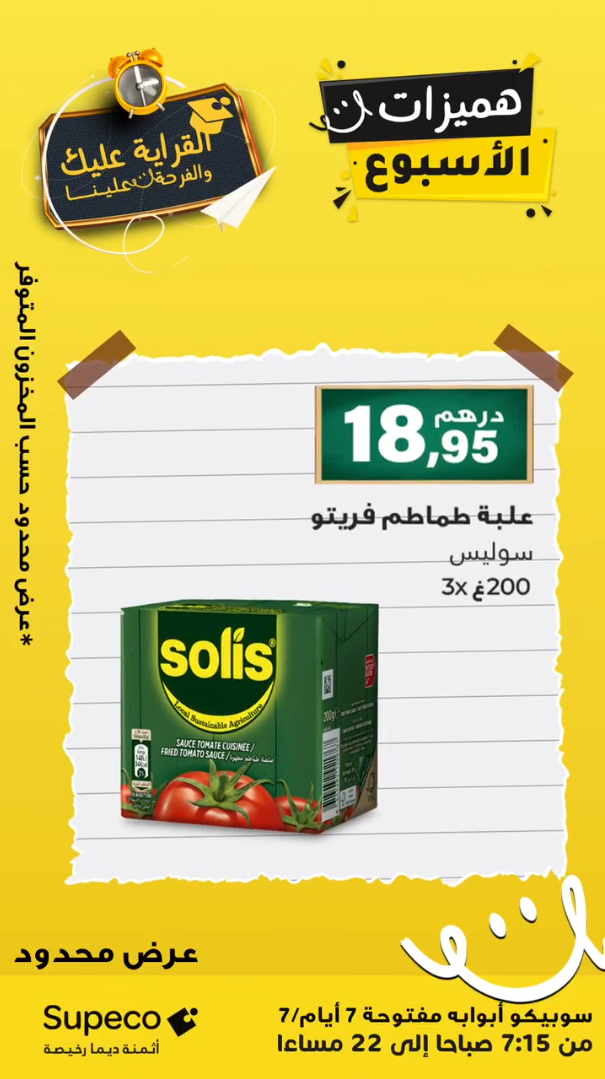 القراية عليك
والفرحة علينا
هميزات
الأسبوع
*عرض محدود حسب المخزون المتوفر
18,95 درهم
علبة طماطم فريتو
سوليس
200غ 3x
solis®
Local Sustainable Agriculture
SAUCE TOMATE CUISINÉE /
FRIED TOMATO SAUCE /
200g
عرض محدود
Supeco
أثمنة ديما رخيصة
سوبيكو أبوابه مفتوحة 7 أيام/7
من 7:15 صباحا إلى 22 مساءا